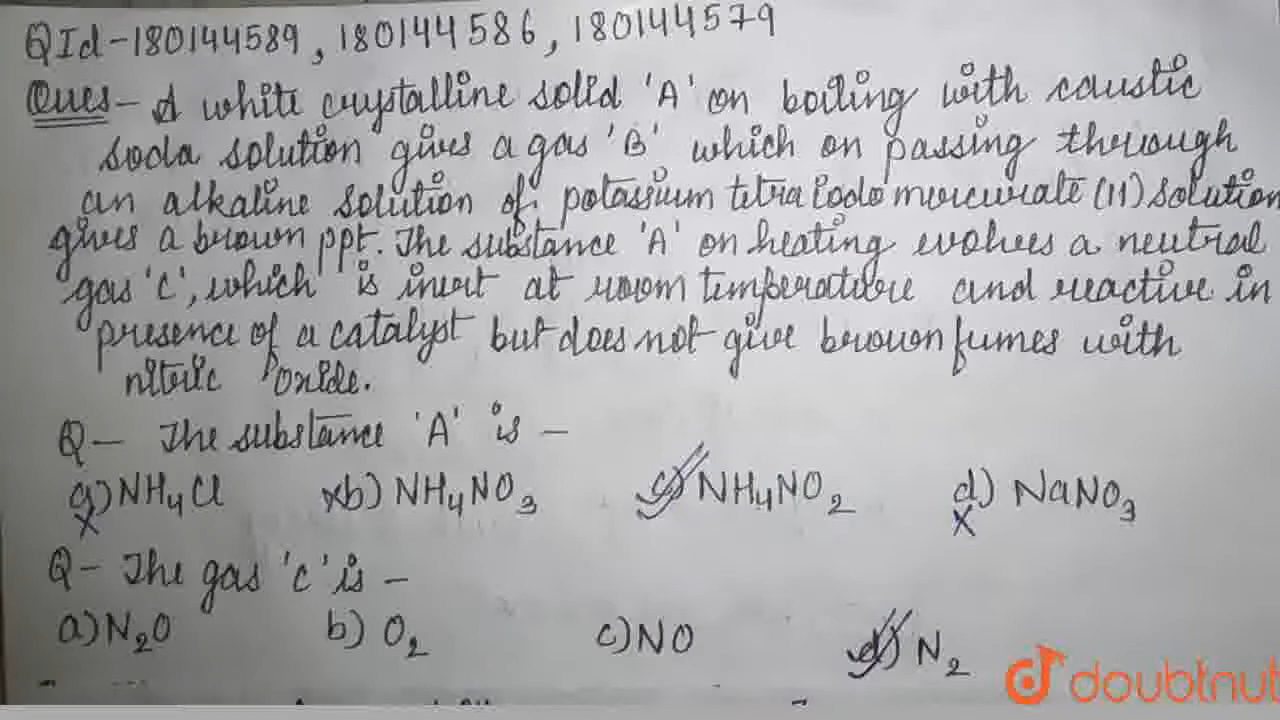 QId-180144589, 180144586, 180144579
Ques - A white crystalline solid 'A' on boiling with caustic
soda solution gives a gas 'B' which on passing through
an alkaline solution of potassium tetra iodo mercurate (II) solution
gives a brown ppt. The substance 'A' on heating evolves a neutral
gas 'C', which is inert at room temperature and reactive in
presence of a catalyst but does not give brown fumes with
nitric oxide.
Q - The substance 'A' is -
a) NH4Cl b) NH4NO3 c) NH4NO2 d) NaNO3
Q - The gas 'C' is -
a) N2O b) O2 c) NO d) N2
doubtnut